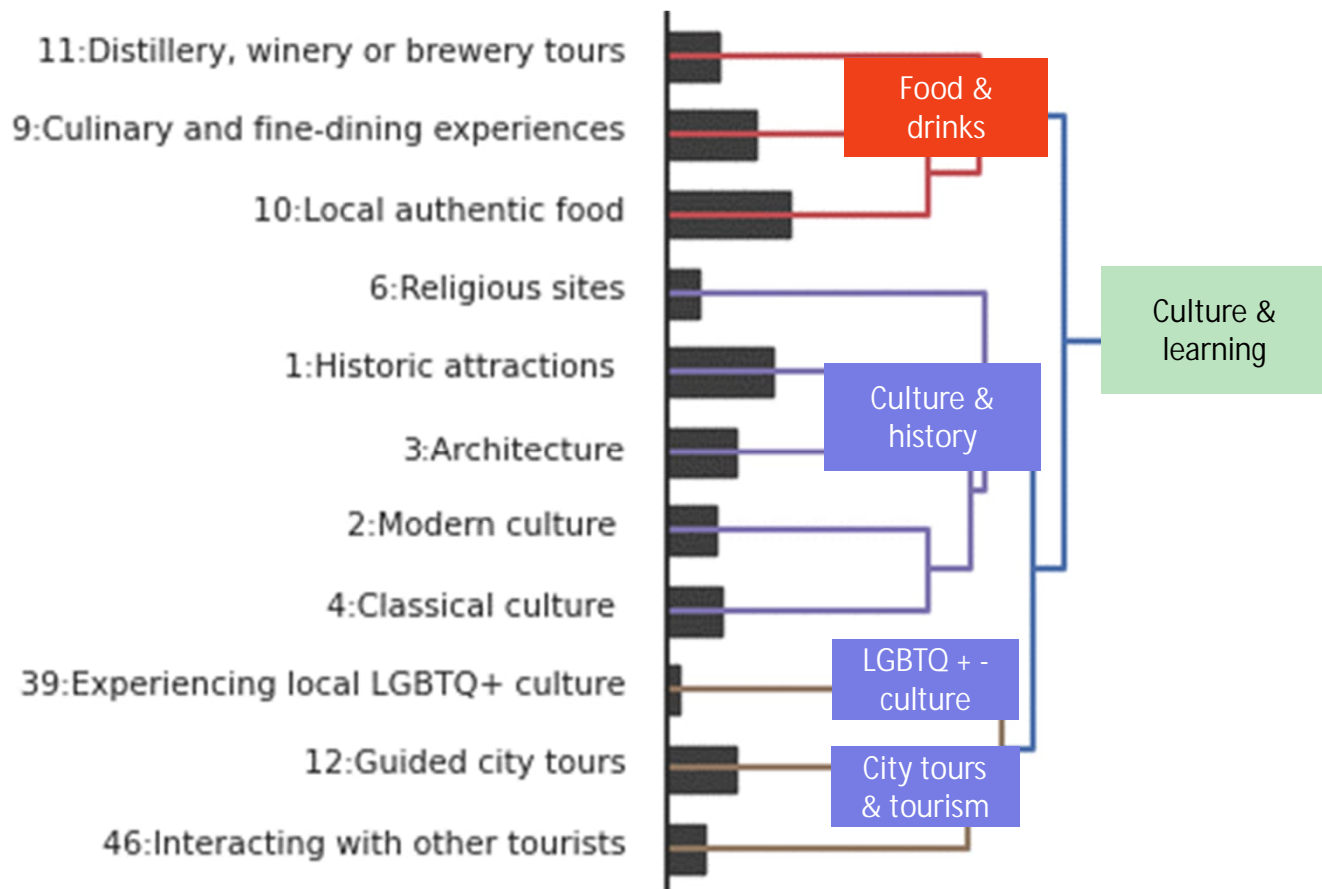 11:Distillery, winery or brewery tours
9:Culinary and fine-dining experiences
10:Local authentic food
6:Religious sites
1:Historic attractions
3:Architecture
2:Modern culture
4:Classical culture
39:Experiencing local LGBTQ+ culture
12:Guided city tours
46:Interacting with other tourists
Food &
drinks
Culture &
history
LGBTQ + -
culture
City tours
& tourism
Culture &
learning